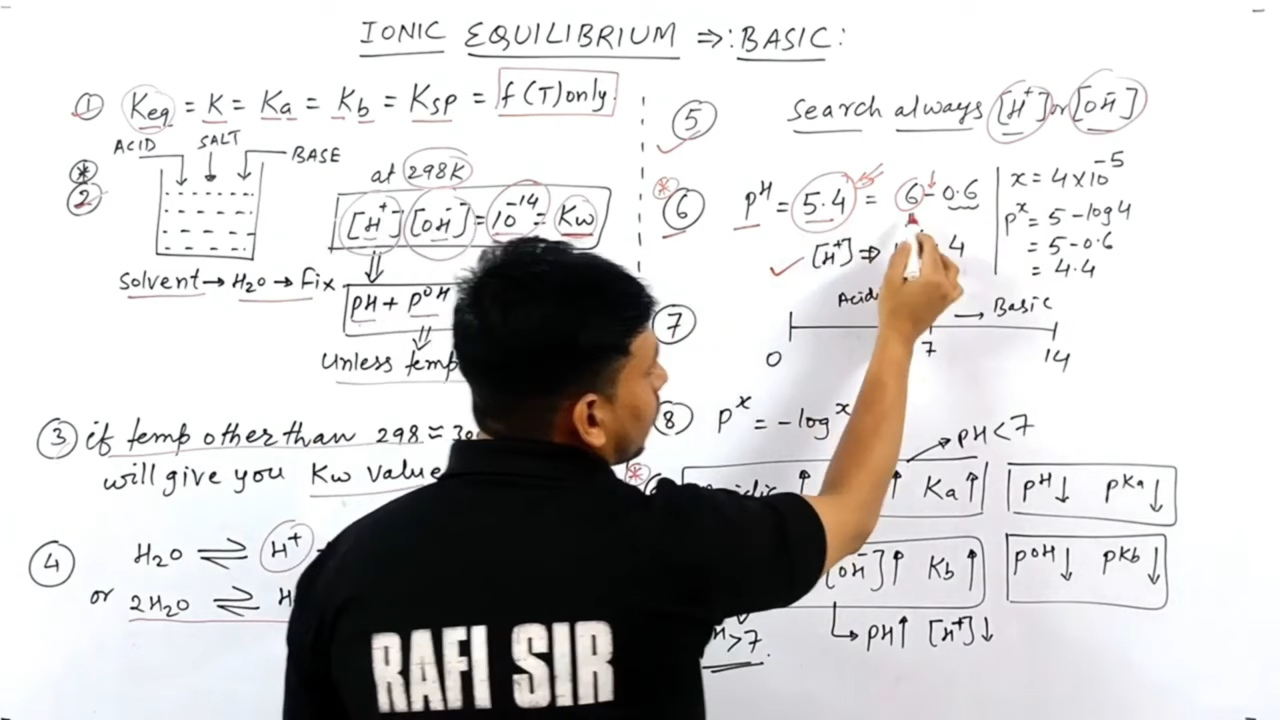 IONIC EQUILIBRIUM ⇒ : BASIC :
① Keq = K = Ka = Kb = Ksp = f(T) only.
ACID SALT BASE
* ②
at 298K
[H⁺] [OH⁻] = 10⁻¹⁴ = Kw
Solvent → H₂O → Fix
⇓
pH + pOH
⇓
Unless temp
③ if temp other than 298 ≈ 30
will give you Kw value
④ H₂O ⇌ H⁺
or 2H₂O ⇌ H
⑤ Search always [H⁺] or [OH⁻]
* ⑥ pH = 5.4 = 6 - 0.6
[H⁺] ⇒ 4
x = 4 × 10⁻⁵
pˣ = 5 - log 4
= 5 - 0.6
= 4.4
⑦ Acid → Basic
0 7 14
⑧ pˣ = - log x
→ pH < 7
* ↑ ↑ Ka ↑ pH ↓ pKa ↓
[OH⁻] ↑ Kb ↑ pOH ↓ pKb ↓
H > 7 → pH ↑ [H⁺] ↓
RAFI SIR